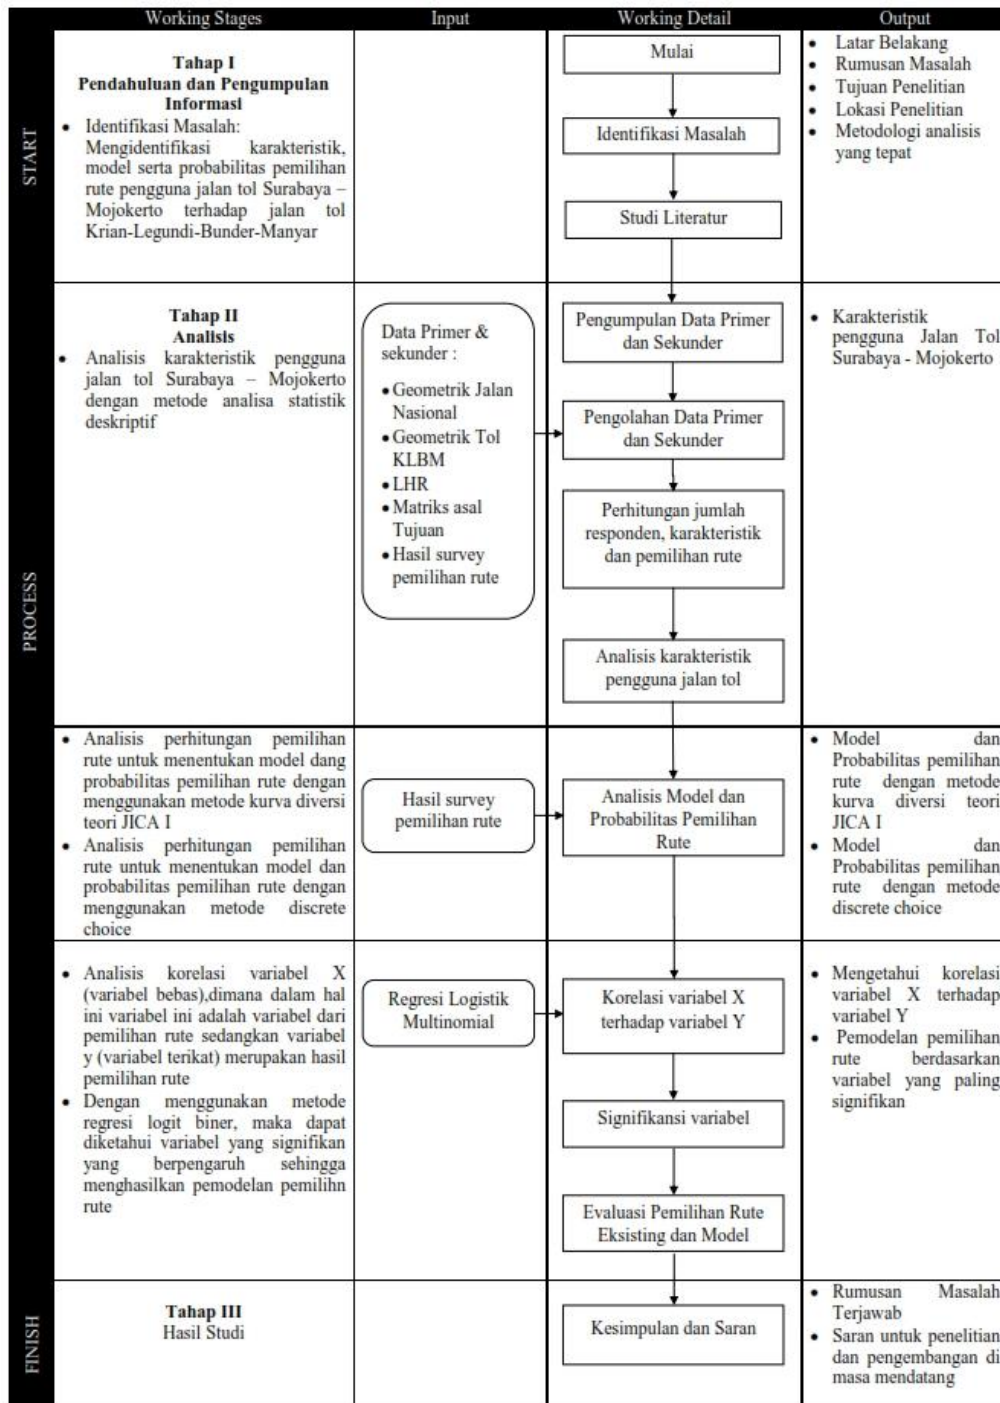 Working Stages
Input
Working Detail
Output
START
Tahap I
Pendahuluan dan Pengumpulan
Informasi
• Identifikasi Masalah:
Mengidentifikasi karakteristik,
model serta probabilitas pemilihan
rute pengguna jalan tol Surabaya –
Mojokerto terhadap jalan tol
Krian-Legundi-Bunder-Manyar
Mulai
Identifikasi Masalah
Studi Literatur
• Latar Belakang
• Rumusan Masalah
• Tujuan Penelitian
• Lokasi Penelitian
• Metodologi analisis
yang tepat
PROCESS
Tahap II
Analisis
• Analisis karakteristik pengguna
jalan tol Surabaya – Mojokerto
dengan metode analisa statistik
deskriptif
Data Primer &
sekunder :
• Geometrik Jalan
Nasional
• Geometrik Tol
KLBM
• LHR
• Matriks asal
Tujuan
• Hasil survey
pemilihan rute
Pengumpulan Data Primer
dan Sekunder
Pengolahan Data Primer
dan Sekunder
Perhitungan jumlah
responden, karakteristik
dan pemilihan rute
Analisis karakteristik
pengguna jalan tol
• Karakteristik
pengguna Jalan Tol
Surabaya - Mojokerto
• Analisis perhitungan pemilihan
rute untuk menentukan model dang
probabilitas pemilihan rute dengan
menggunakan metode kurva diversi
teori JICA I
• Analisis perhitungan pemilihan
rute untuk menentukan model dan
probabilitas pemilihan rute dengan
menggunakan metode discrete
choice
Hasil survey
pemilihan rute
Analisis Model dan
Probabilitas Pemilihan
Rute
• Model dan
Probabilitas pemilihan
rute dengan metode
kurva diversi teori
JICA I
• Model dan
Probabilitas pemilihan
rute dengan metode
discrete choice
• Analisis korelasi variabel X
(variabel bebas),dimana dalam hal
ini variabel ini adalah variabel dari
pemilihan rute sedangkan variabel
y (variabel terikat) merupakan hasil
pemilihan rute
• Dengan menggunakan metode
regresi logit biner, maka dapat
diketahui variabel yang signifikan
yang berpengaruh sehingga
menghasilkan pemodelan pemilihn
rute
Regresi Logistik
Multinomial
Korelasi variabel X
terhadap variabel Y
Signifikansi variabel
Evaluasi Pemilihan Rute
Eksisting dan Model
• Mengetahui korelasi
variabel X terhadap
variabel Y
• Pemodelan pemilihan
rute berdasarkan
variabel yang paling
signifikan
FINISH
Tahap III
Hasil Studi
Kesimpulan dan Saran
• Rumusan Masalah
Terjawab
• Saran untuk penelitian
dan pengembangan di
masa mendatang